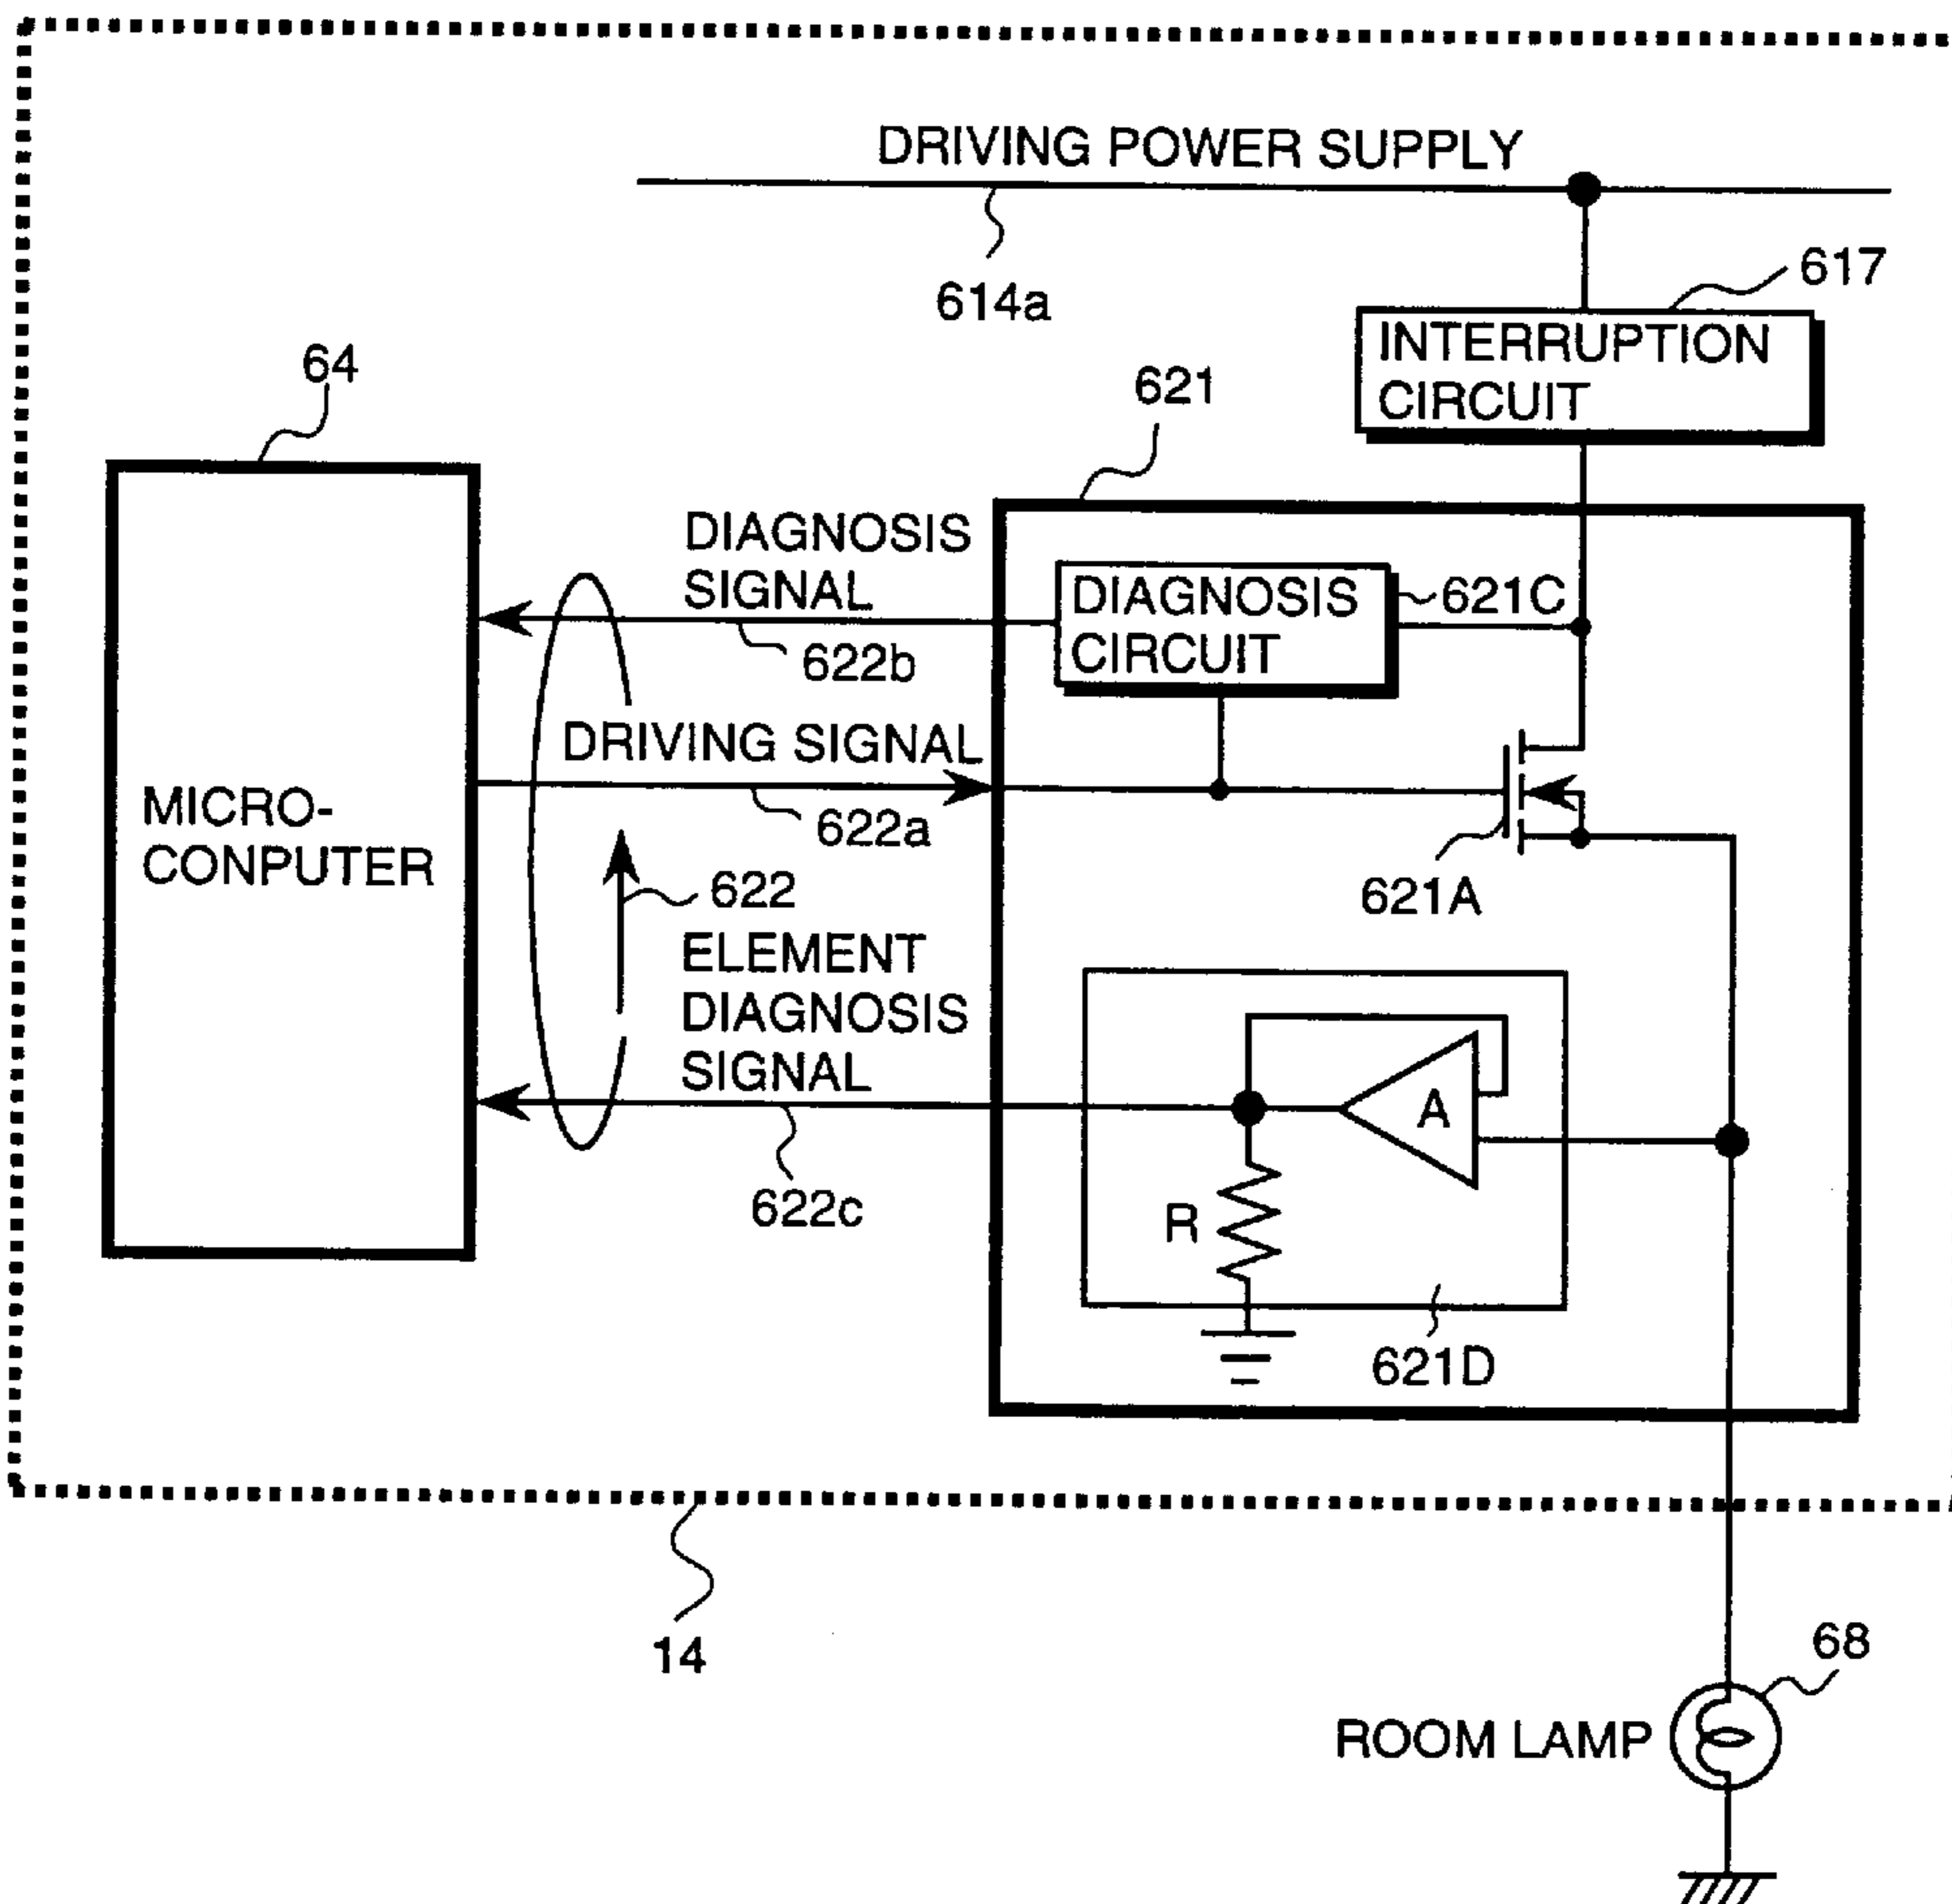 DRIVING POWER SUPPLY
614a
617
INTERRUPTION
CIRCUIT
64
621
DIAGNOSIS
SIGNAL
622b
DIAGNOSIS
CIRCUIT
621C
DRIVING SIGNAL
622a
MICRO-
CONPUTER
621A
622
ELEMENT
DIAGNOSIS
SIGNAL
622c
A
R
621D
14
68
ROOM LAMP